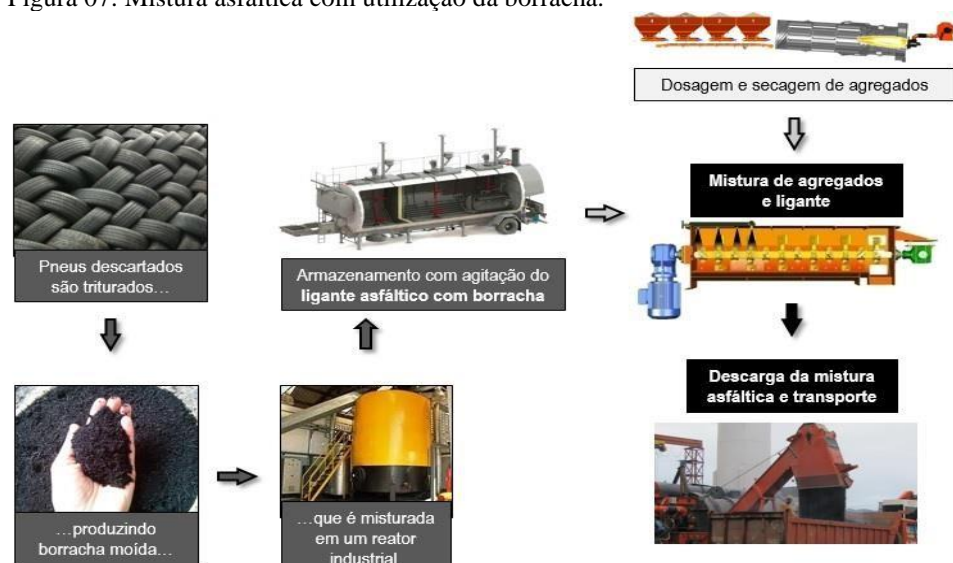 Figura 07: Mistura asfáltica com utilização da borracha.
Dosagem e secagem de agregados
Pneus descartados
são triturados…
…produzindo
borracha moída…
…que é misturada
em um reator
industrial
Armazenamento com agitação do
ligante asfáltico com borracha
Mistura de agregados
e ligante
Descarga da mistura
asfáltica e transporte